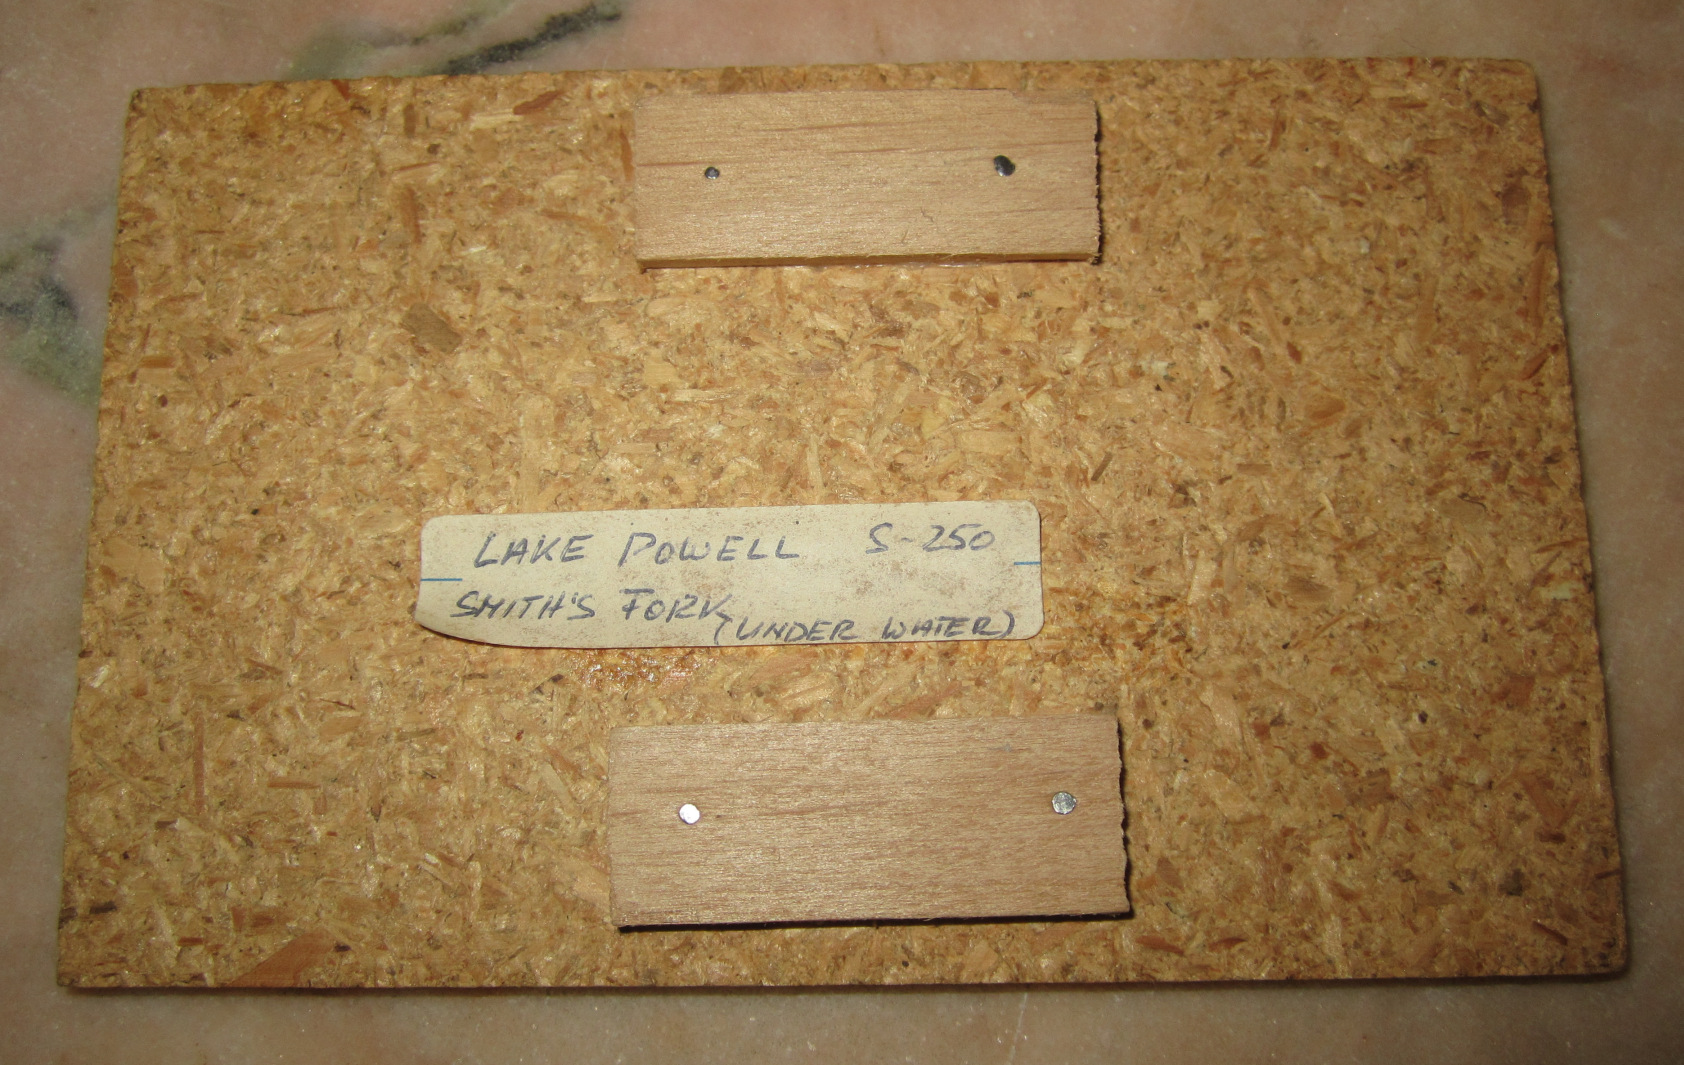 LAKE POWELL S-250
SMITH'S FORK
(UNDER WATER)